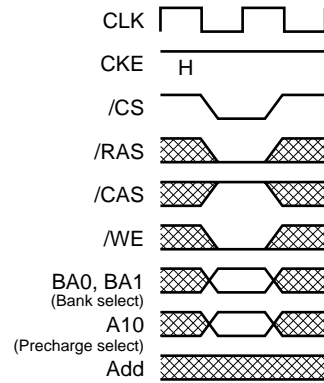 CLK
CKE
H
/CS
/RAS
/CAS
/WE
BA0, BA1
(Bank select)
A10
(Precharge select)
Add